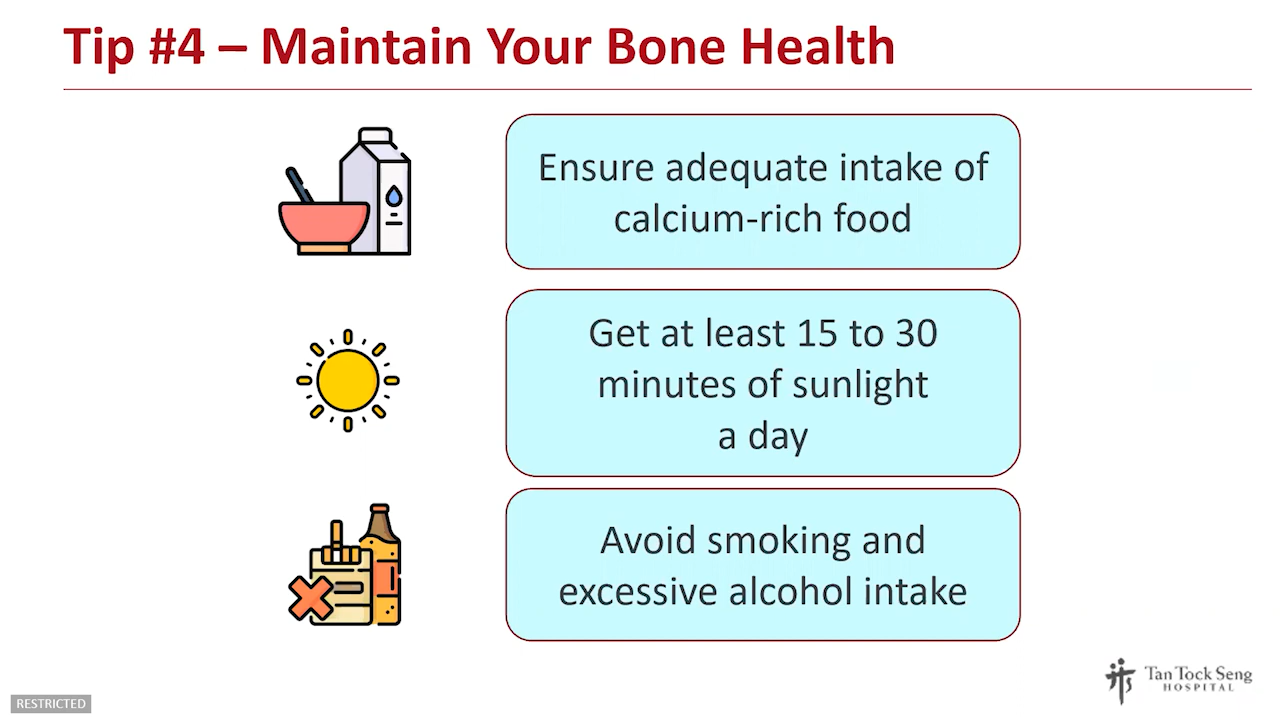 Tip #4 – Maintain Your Bone Health
Ensure adequate intake of
calcium-rich food
Get at least 15 to 30
minutes of sunlight
a day
Avoid smoking and
excessive alcohol intake
Tan Tock Seng
HOSPITAL
RESTRICTED